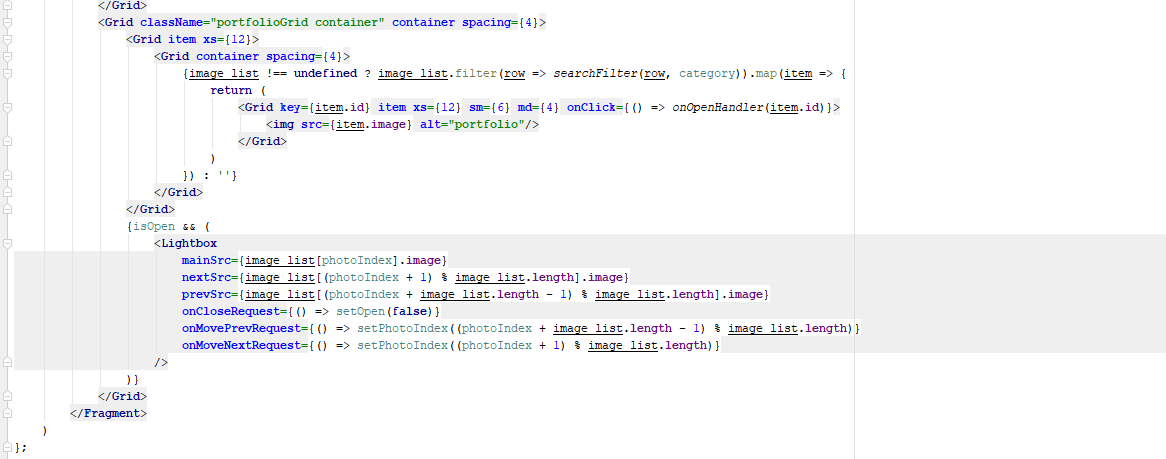 </Grid>
<Grid className="portfolioGrid container" container spacing={4}>
<Grid item xs={12}>
<Grid container spacing={4}>
{image_list !== undefined ? image_list.filter(row => searchFilter(row, category)).map(item => {
return (
<Grid key={item.id} item xs={12} sm={6} md={4} onClick={() => onOpenHandler(item.id)}>
<img src={item.image} alt="portfolio"/>
</Grid>
)
}) : ''}
</Grid>
</Grid>
{isOpen && (
<Lightbox
mainSrc={image_list[photoIndex].image}
nextSrc={image_list[(photoIndex + 1) % image_list.length].image}
prevSrc={image_list[(photoIndex + image_list.length - 1) % image_list.length].image}
onCloseRequest={() => setOpen(false)}
onMovePrevRequest={() => setPhotoIndex((photoIndex + image_list.length - 1) % image_list.length)}
onMoveNextRequest={() => setPhotoIndex((photoIndex + 1) % image_list.length)}
/>
)}
</Grid>
</Fragment>
)
};